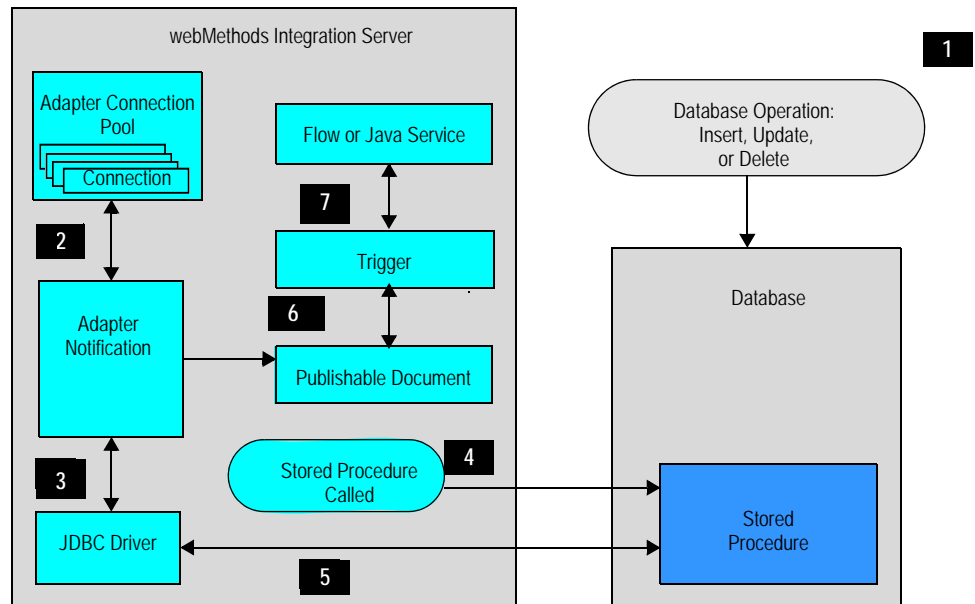 webMethods Integration Server
1
Adapter Connection
Pool
Connection
Flow or Java Service
Database Operation:
Insert, Update,
or Delete
7
2
Trigger
Database
6
Adapter
Notification
Publishable Document
4
3
Stored Procedure
Called
Stored
Procedure
JDBC Driver
5